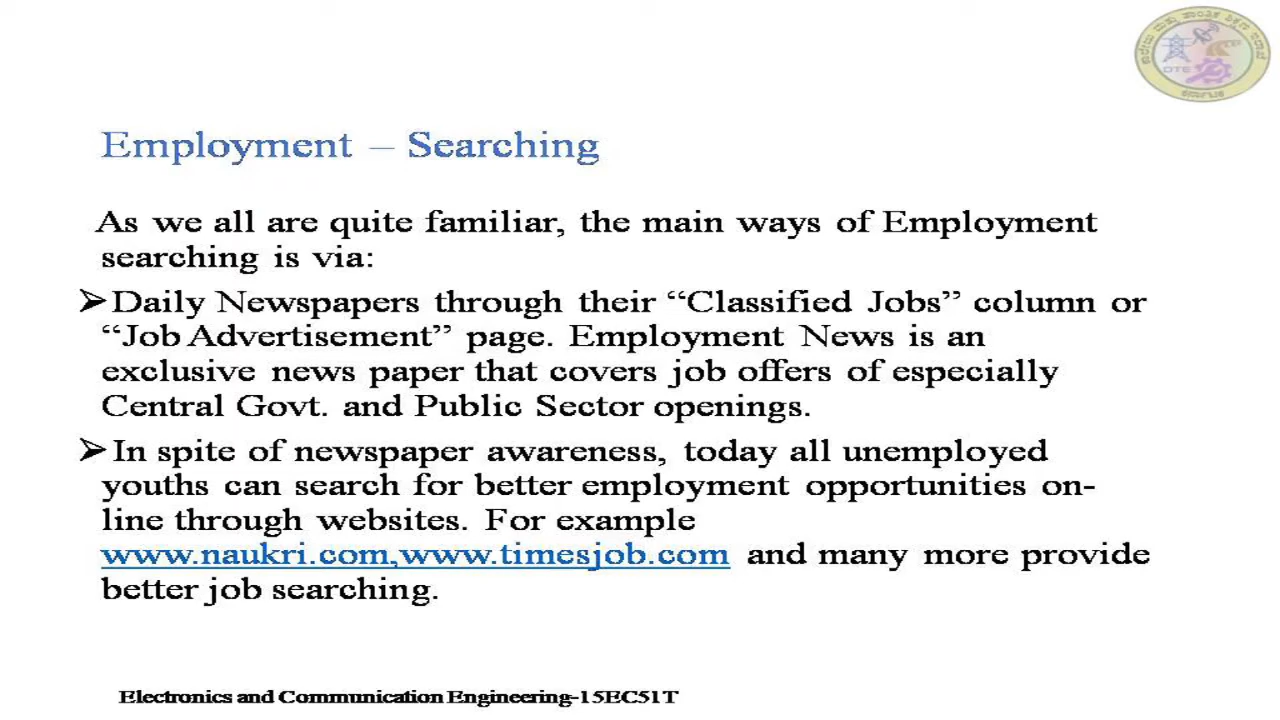 Employment – Searching
As we all are quite familiar, the main ways of Employment
searching is via:
➢Daily Newspapers through their “Classified Jobs” column or
“Job Advertisement” page. Employment News is an
exclusive news paper that covers job offers of especially
Central Govt. and Public Sector openings.
➢In spite of newspaper awareness, today all unemployed
youths can search for better employment opportunities on-
line through websites. For example
www.naukri.com,www.timesjob.com and many more provide
better job searching.
DTE
Electronics and Communication Engineering-15EC51T